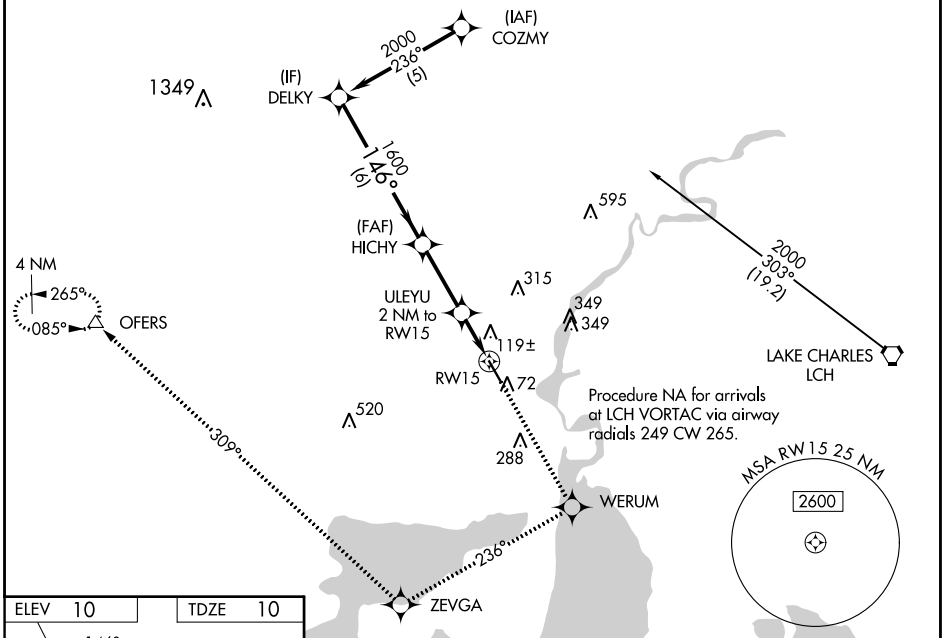 (IAF)
COZMY
2000
236°
(5)
(IF)
DELKY
1349
1600
146°
(6)
595
(FAF)
HICHY
2000
303°
(19.2)
4 NM
265°
085°
OFERS
315
ULEYU
2 NM to
RW15
349
349
119±
RW15
72
LAKE CHARLES
LCH
Procedure NA for arrivals
at LCH VORTAC via airway
radials 249 CW 265.
520
309°
288
MSA RW15 25 NM
2600
WERUM
236°
ZEVGA
ELEV 10
TDZE 10